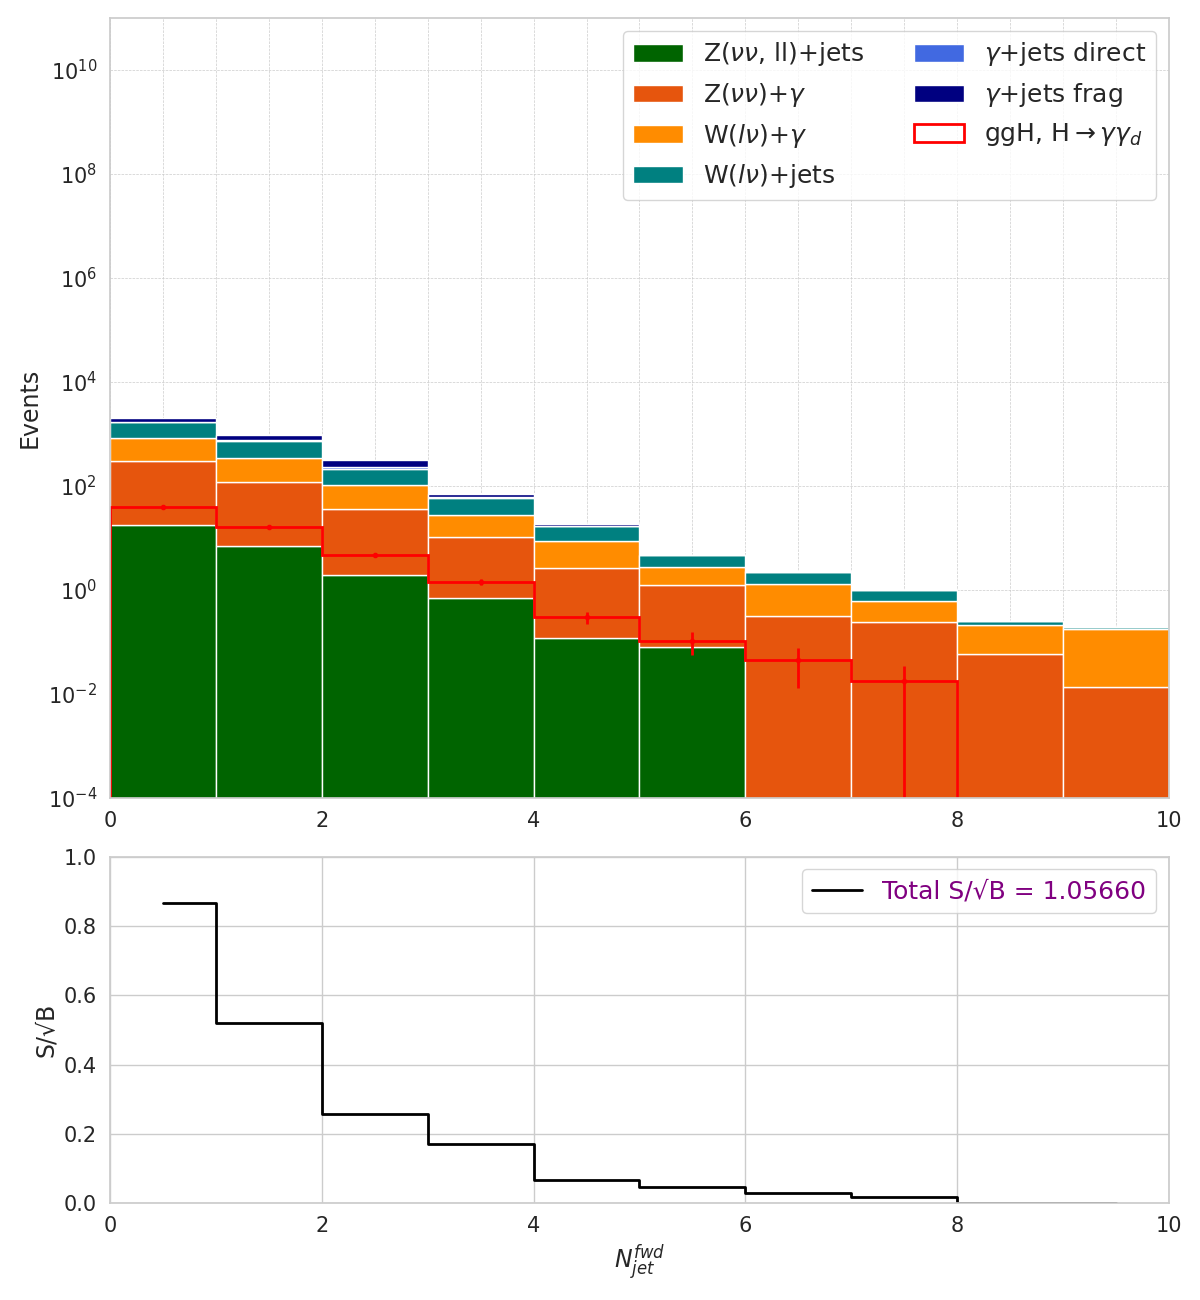 Z(νν, ll)+jets
Z(νν)+γ
W(lν)+γ
W(lν)+jets
γ+jets direct
γ+jets frag
ggH, H→γγ_d
Events
10^10
10^8
10^6
10^4
10^2
10^0
10^−2
10^−4
0 2 4 6 8 10
Total S/√B = 1.05660
S/√B
1.0
0.8
0.6
0.4
0.2
0.0
0 2 4 6 8 10
N_jet^fwd